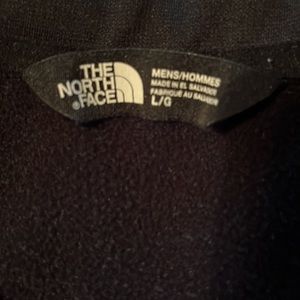 THE
NORTH
FACE
MENS/HOMMES
MADE IN EL SALVADOR
FABRIQUÉ AU SALVADOR
L/G